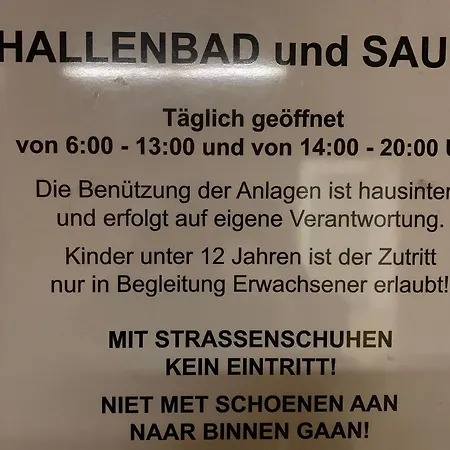 HALLENBAD und SAU
Täglich geöffnet
von 6:00 - 13:00 und von 14:00 - 20:00 U
Die Benützung der Anlagen ist hausinter
und erfolgt auf eigene Verantwortung.
Kinder unter 12 Jahren ist der Zutritt
nur in Begleitung Erwachsener erlaubt!
MIT STRASSENSCHUHEN
KEIN EINTRITT!
NIET MET SCHOENEN AAN
NAAR BINNEN GAAN!